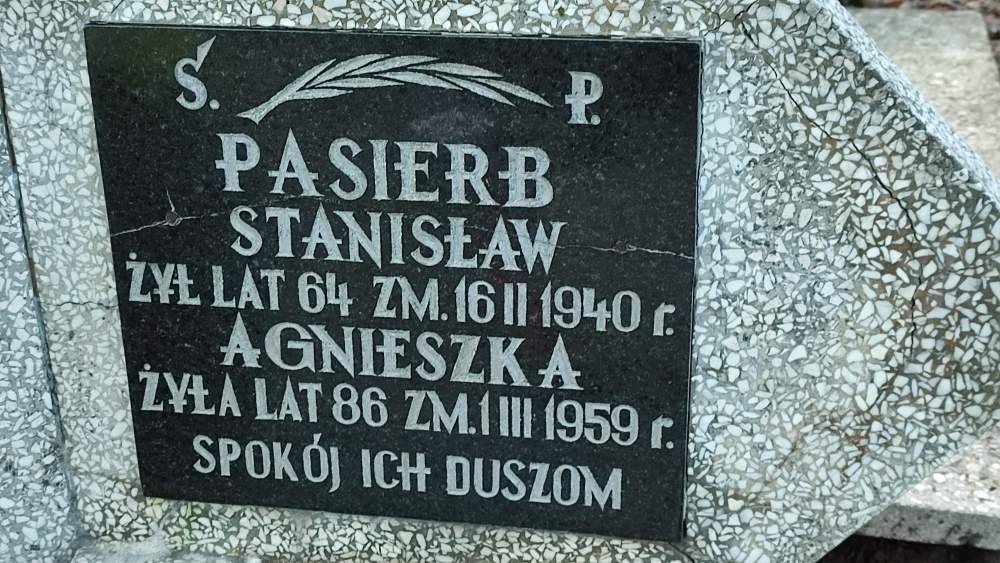 Ś. P.
PASIERB
STANISŁAW
ŻYŁ LAT 64 ZM. 16 II 1940 r.
AGNIESZKA
ŻYŁA LAT 86 ZM. 1 III 1959 r.
SPOKÓJ ICH DUSZOM